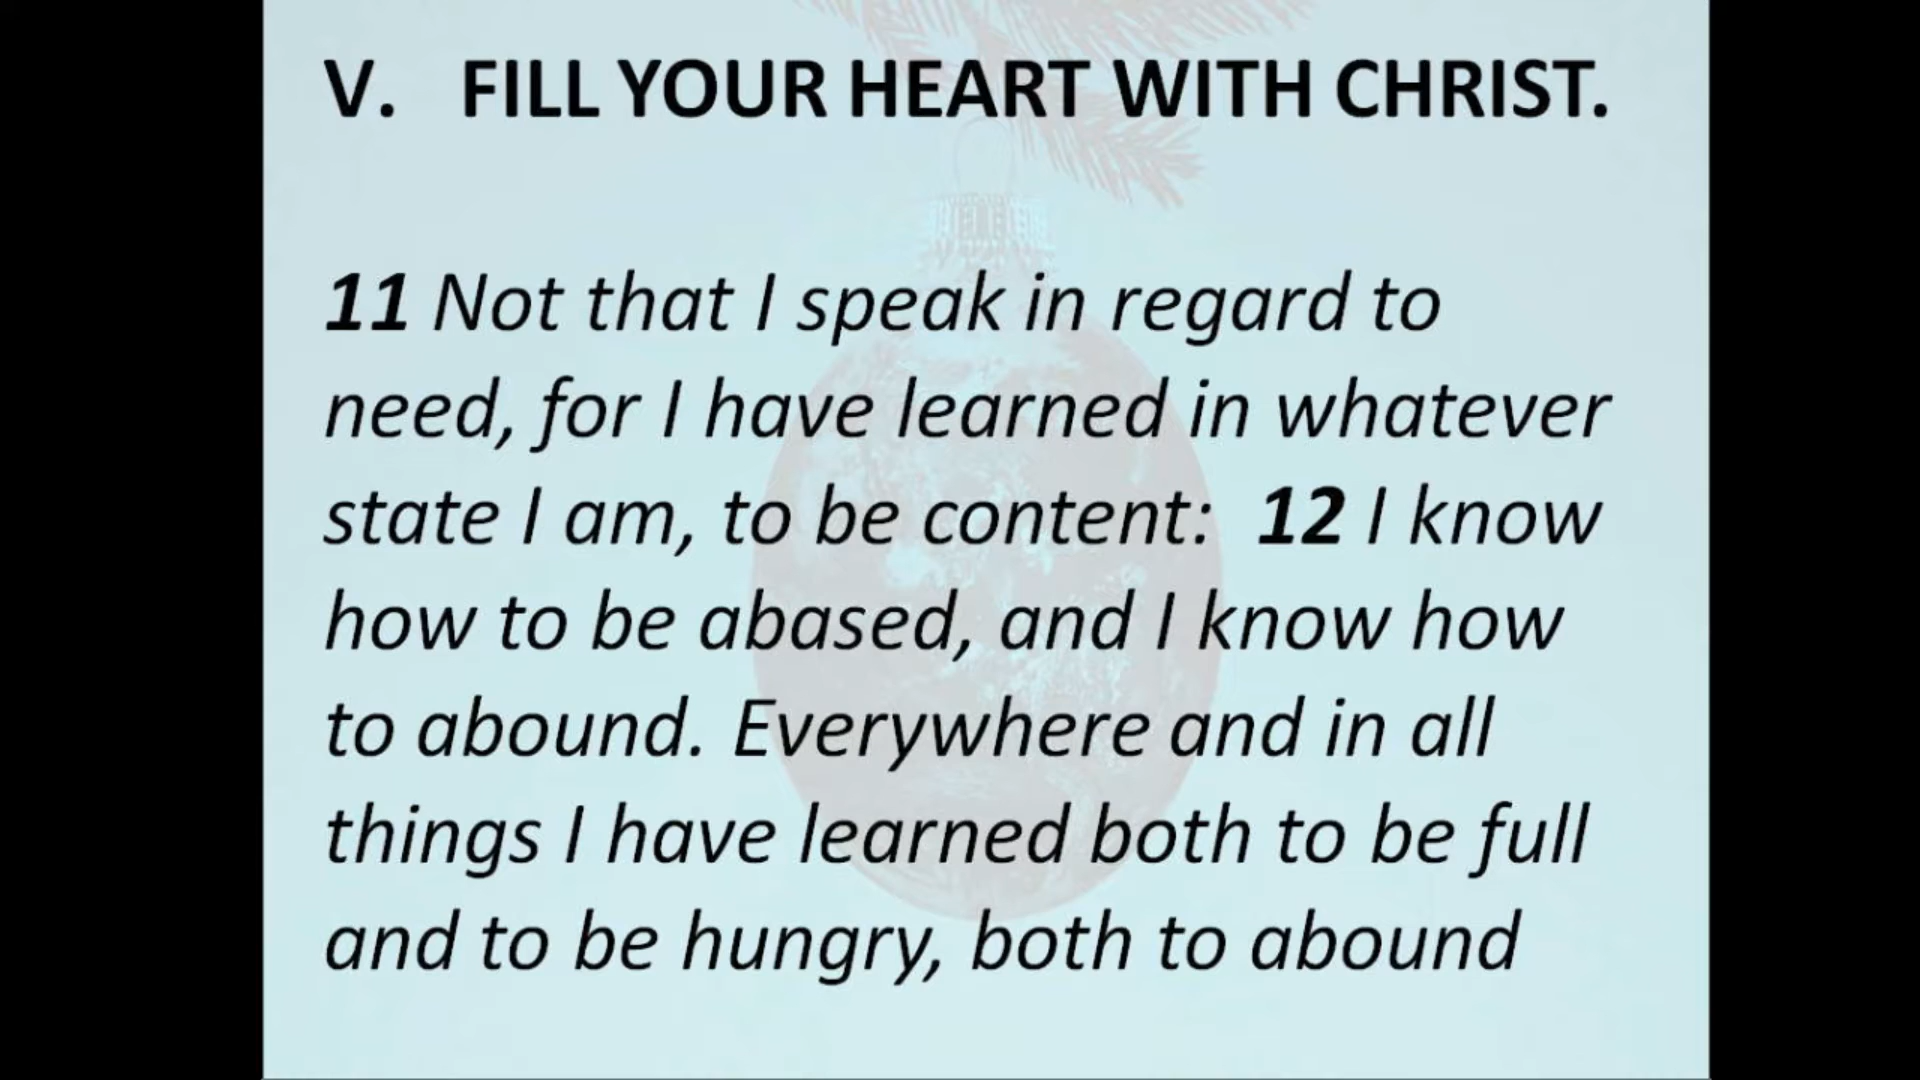 V. FILL YOUR HEART WITH CHRIST.
11 Not that I speak in regard to
need, for I have learned in whatever
state I am, to be content: 12 I know
how to be abased, and I know how
to abound. Everywhere and in all
things I have learned both to be full
and to be hungry, both to abound